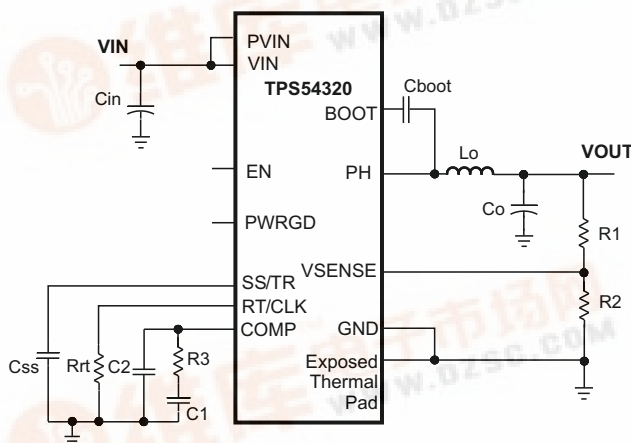 VIN
PVIN
VIN
TPS54320
Cin
BOOT
Cboot
EN
PH
Lo
VOUT
Co
PWRGD
R1
VSENSE
SS/TR
RT/CLK
R2
COMP
GND
Css
Rrt
C2
R3
C1
Exposed
Thermal
Pad
WWW.DZSC.COM